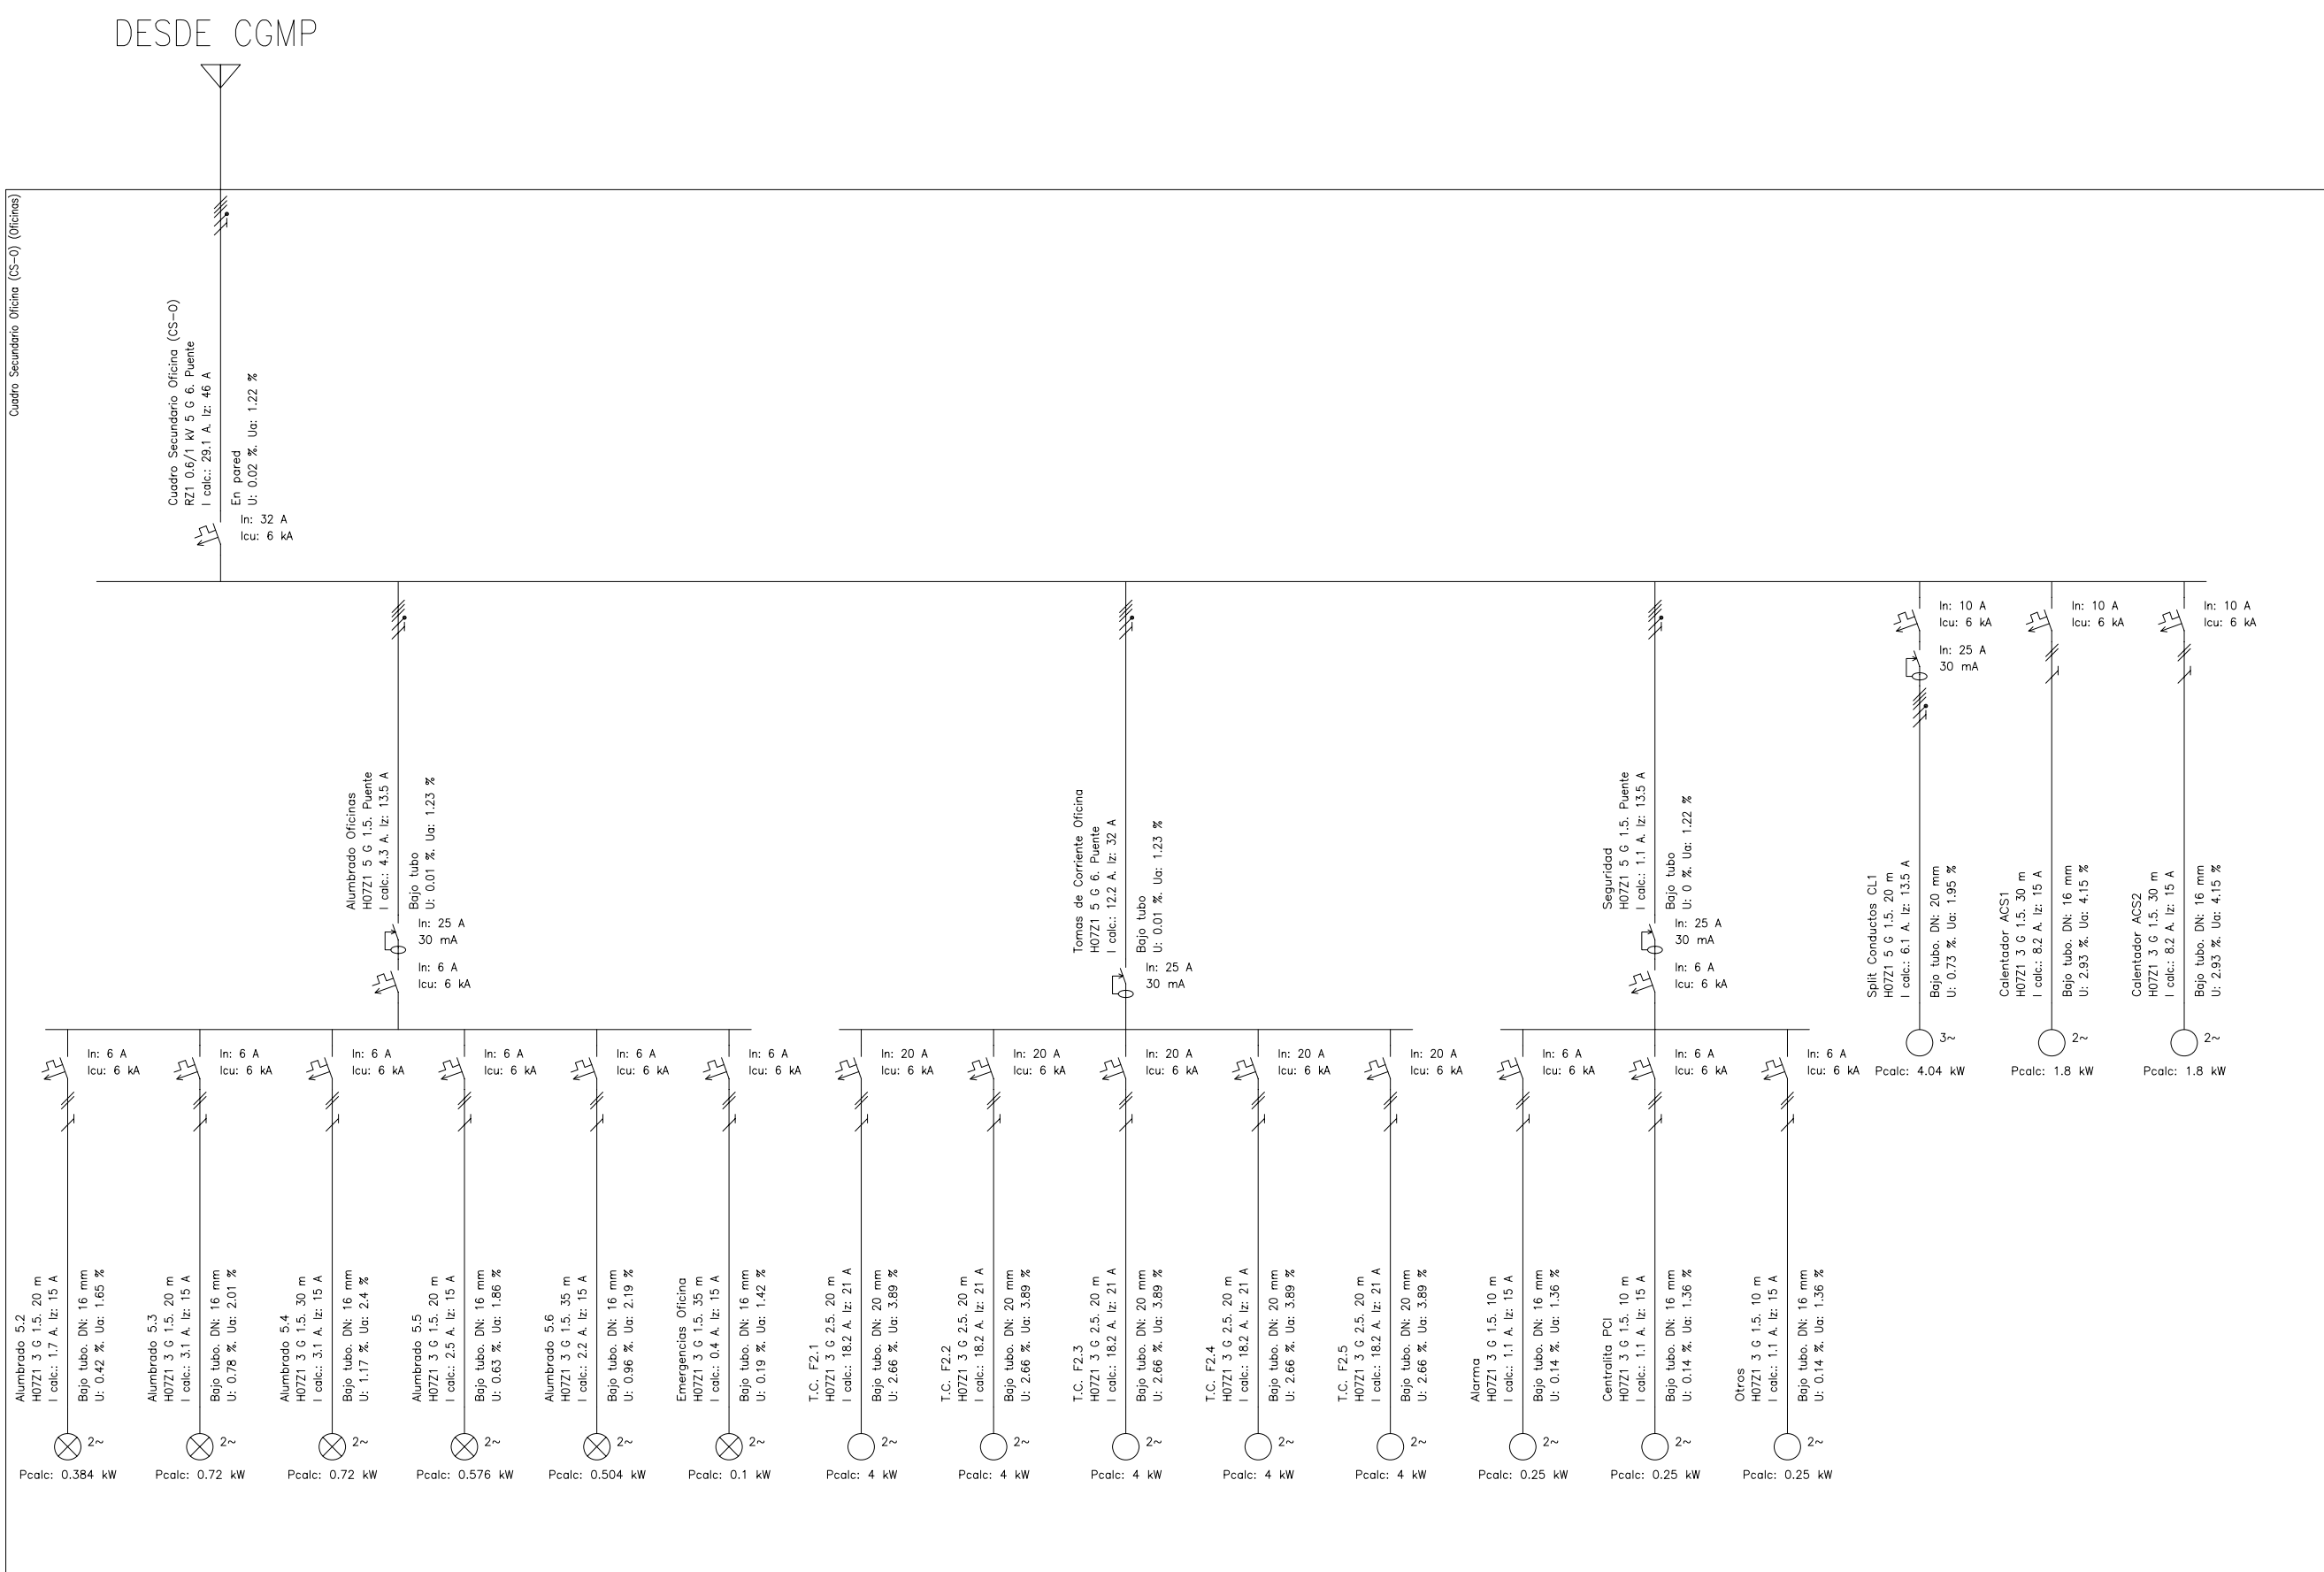 DESDE CGMP
Cuadro Secundario Oficina (CS-O) (Oficinas)
Cuadro Secundario Oficina (CS-O)
RZ1 0.6/1 kV 5 G 6. Puente
I calc.: 29.1 A. Iz: 46 A
En pared
U: 0.02 %. Ua: 1.22 %
In: 32 A
Icu: 6 kA
Alumbrado Oficinas
H07Z1 5 G 1.5. Puente
I calc.: 4.3 A. Iz: 13.5 A
Bajo tubo
U: 0.01 %. Ua: 1.23 %
In: 25 A
30 mA
In: 6 A
Icu: 6 kA
Tomas de Corriente Oficina
H07Z1 5 G 6. Puente
I calc.: 12.2 A. Iz: 32 A
Bajo tubo
U: 0.01 %. Ua: 1.23 %
In: 25 A
30 mA
Seguridad
H07Z1 5 G 1.5. Puente
I calc.: 1.1 A. Iz: 13.5 A
Bajo tubo
U: 0 %. Ua: 1.22 %
In: 25 A
30 mA
In: 6 A
Icu: 6 kA
In: 10 A
Icu: 6 kA
In: 25 A
30 mA
Split Conductos CL1
H07Z1 5 G 1.5. 20 m
I calc.: 6.1 A. Iz: 13.5 A
Bajo tubo. DN: 20 mm
U: 0.73 %. Ua: 1.95 %
3~
Pcalc: 4.04 kW
In: 10 A
Icu: 6 kA
Calentador ACS1
H07Z1 3 G 1.5. 30 m
I calc.: 8.2 A. Iz: 15 A
Bajo tubo. DN: 16 mm
U: 2.93 %. Ua: 4.15 %
2~
Pcalc: 1.8 kW
In: 10 A
Icu: 6 kA
Calentador ACS2
H07Z1 3 G 1.5. 30 m
I calc.: 8.2 A. Iz: 15 A
Bajo tubo. DN: 16 mm
U: 2.93 %. Ua: 4.15 %
2~
Pcalc: 1.8 kW
In: 6 A
Icu: 6 kA
Alumbrado 5.2
H07Z1 3 G 1.5. 20 m
I calc.: 1.7 A. Iz: 15 A
Bajo tubo. DN: 16 mm
U: 0.42 %. Ua: 1.65 %
2~
Pcalc: 0.384 kW
In: 6 A
Icu: 6 kA
Alumbrado 5.3
H07Z1 3 G 1.5. 20 m
I calc.: 3.1 A. Iz: 15 A
Bajo tubo. DN: 16 mm
U: 0.78 %. Ua: 2.01 %
2~
Pcalc: 0.72 kW
In: 6 A
Icu: 6 kA
Alumbrado 5.4
H07Z1 3 G 1.5. 30 m
I calc.: 3.1 A. Iz: 15 A
Bajo tubo. DN: 16 mm
U: 1.17 %. Ua: 2.4 %
2~
Pcalc: 0.72 kW
In: 6 A
Icu: 6 kA
Alumbrado 5.5
H07Z1 3 G 1.5. 20 m
I calc.: 2.5 A. Iz: 15 A
Bajo tubo. DN: 16 mm
U: 0.63 %. Ua: 1.86 %
2~
Pcalc: 0.576 kW
In: 6 A
Icu: 6 kA
Alumbrado 5.6
H07Z1 3 G 1.5. 35 m
I calc.: 2.2 A. Iz: 15 A
Bajo tubo. DN: 16 mm
U: 0.96 %. Ua: 2.19 %
2~
Pcalc: 0.504 kW
In: 6 A
Icu: 6 kA
Emergencias Oficina
H07Z1 3 G 1.5. 35 m
I calc.: 0.4 A. Iz: 15 A
Bajo tubo. DN: 16 mm
U: 0.19 %. Ua: 1.42 %
2~
Pcalc: 0.1 kW
In: 20 A
Icu: 6 kA
T.C. F2.1
H07Z1 3 G 2.5. 20 m
I calc.: 18.2 A. Iz: 21 A
Bajo tubo. DN: 20 mm
U: 2.66 %. Ua: 3.89 %
2~
Pcalc: 4 kW
In: 20 A
Icu: 6 kA
T.C. F2.2
H07Z1 3 G 2.5. 20 m
I calc.: 18.2 A. Iz: 21 A
Bajo tubo. DN: 20 mm
U: 2.66 %. Ua: 3.89 %
2~
Pcalc: 4 kW
In: 20 A
Icu: 6 kA
T.C. F2.3
H07Z1 3 G 2.5. 20 m
I calc.: 18.2 A. Iz: 21 A
Bajo tubo. DN: 20 mm
U: 2.66 %. Ua: 3.89 %
2~
Pcalc: 4 kW
In: 20 A
Icu: 6 kA
T.C. F2.4
H07Z1 3 G 2.5. 20 m
I calc.: 18.2 A. Iz: 21 A
Bajo tubo. DN: 20 mm
U: 2.66 %. Ua: 3.89 %
2~
Pcalc: 4 kW
In: 20 A
Icu: 6 kA
T.C. F2.5
H07Z1 3 G 2.5. 20 m
I calc.: 18.2 A. Iz: 21 A
Bajo tubo. DN: 20 mm
U: 2.66 %. Ua: 3.89 %
2~
Pcalc: 4 kW
In: 6 A
Icu: 6 kA
Alarma
H07Z1 3 G 1.5. 10 m
I calc.: 1.1 A. Iz: 15 A
Bajo tubo. DN: 16 mm
U: 0.14 %. Ua: 1.36 %
2~
Pcalc: 0.25 kW
In: 6 A
Icu: 6 kA
Centralita PCI
H07Z1 3 G 1.5. 10 m
I calc.: 1.1 A. Iz: 15 A
Bajo tubo. DN: 16 mm
U: 0.14 %. Ua: 1.36 %
2~
Pcalc: 0.25 kW
In: 6 A
Icu: 6 kA
Otros
H07Z1 3 G 1.5. 10 m
I calc.: 1.1 A. Iz: 15 A
Bajo tubo. DN: 16 mm
U: 0.14 %. Ua: 1.36 %
2~
Pcalc: 0.25 kW